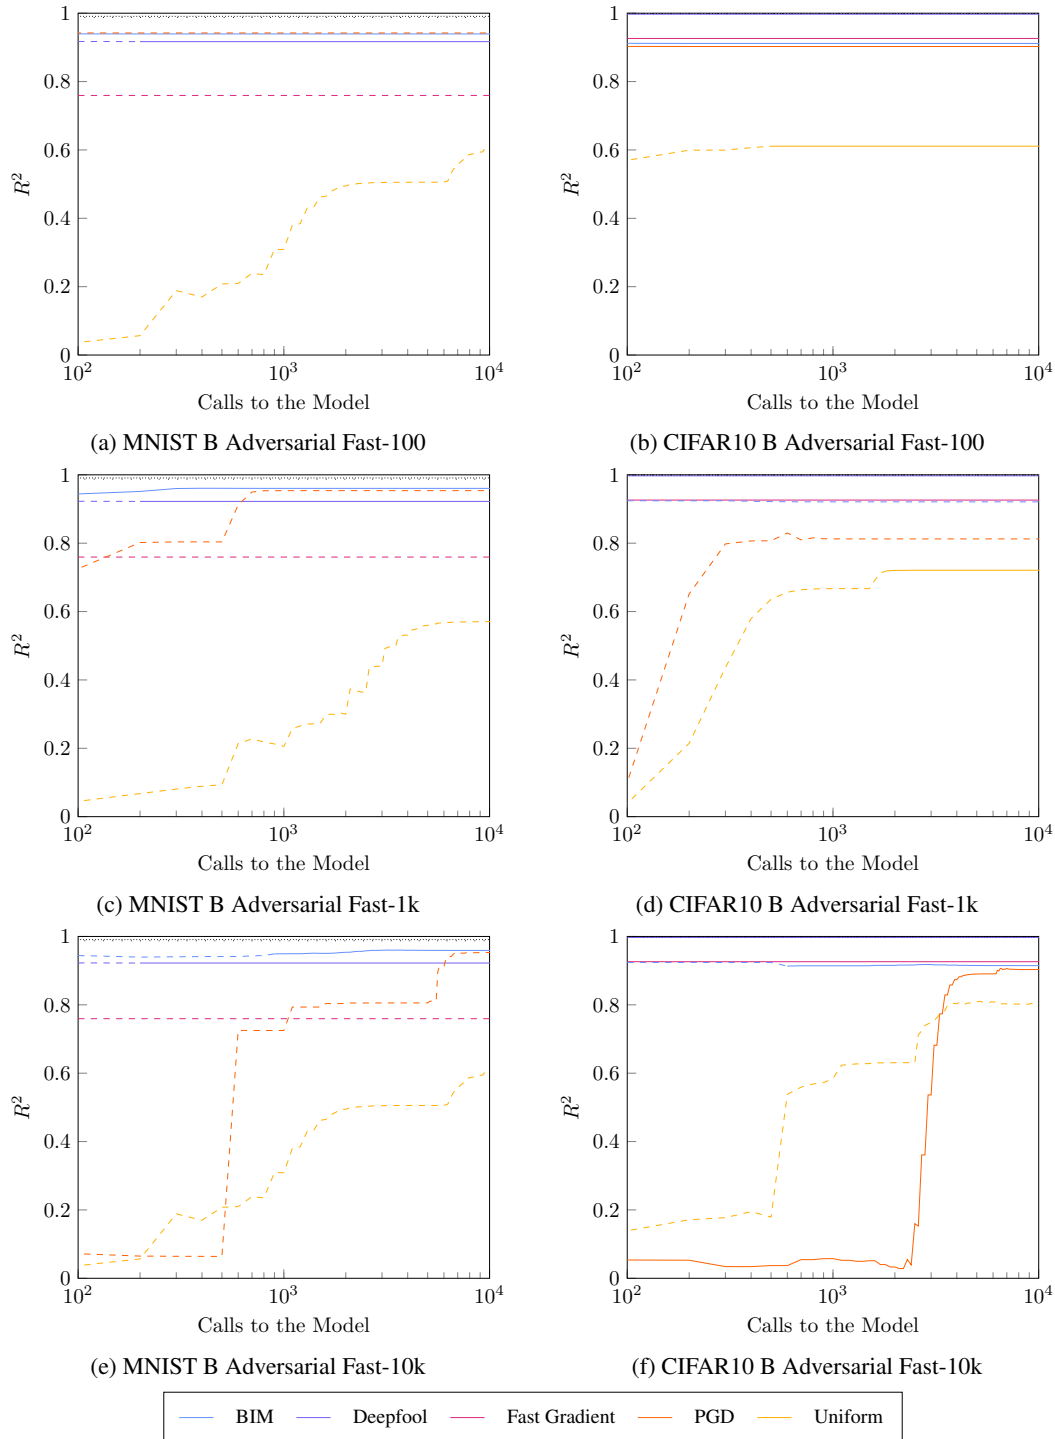 1
0.8
0.6
0.4
0.2
0
R²
10² 10³ 10⁴
Calls to the Model
(a) MNIST B Adversarial Fast-100
1
0.8
0.6
0.4
0.2
0
R²
10² 10³ 10⁴
Calls to the Model
(b) CIFAR10 B Adversarial Fast-100
1
0.8
0.6
0.4
0.2
0
R²
10² 10³ 10⁴
Calls to the Model
(c) MNIST B Adversarial Fast-1k
1
0.8
0.6
0.4
0.2
0
R²
10² 10³ 10⁴
Calls to the Model
(d) CIFAR10 B Adversarial Fast-1k
1
0.8
0.6
0.4
0.2
0
R²
10² 10³ 10⁴
Calls to the Model
(e) MNIST B Adversarial Fast-10k
1
0.8
0.6
0.4
0.2
0
R²
10² 10³ 10⁴
Calls to the Model
(f) CIFAR10 B Adversarial Fast-10k
BIM Deepfool Fast Gradient PGD Uniform